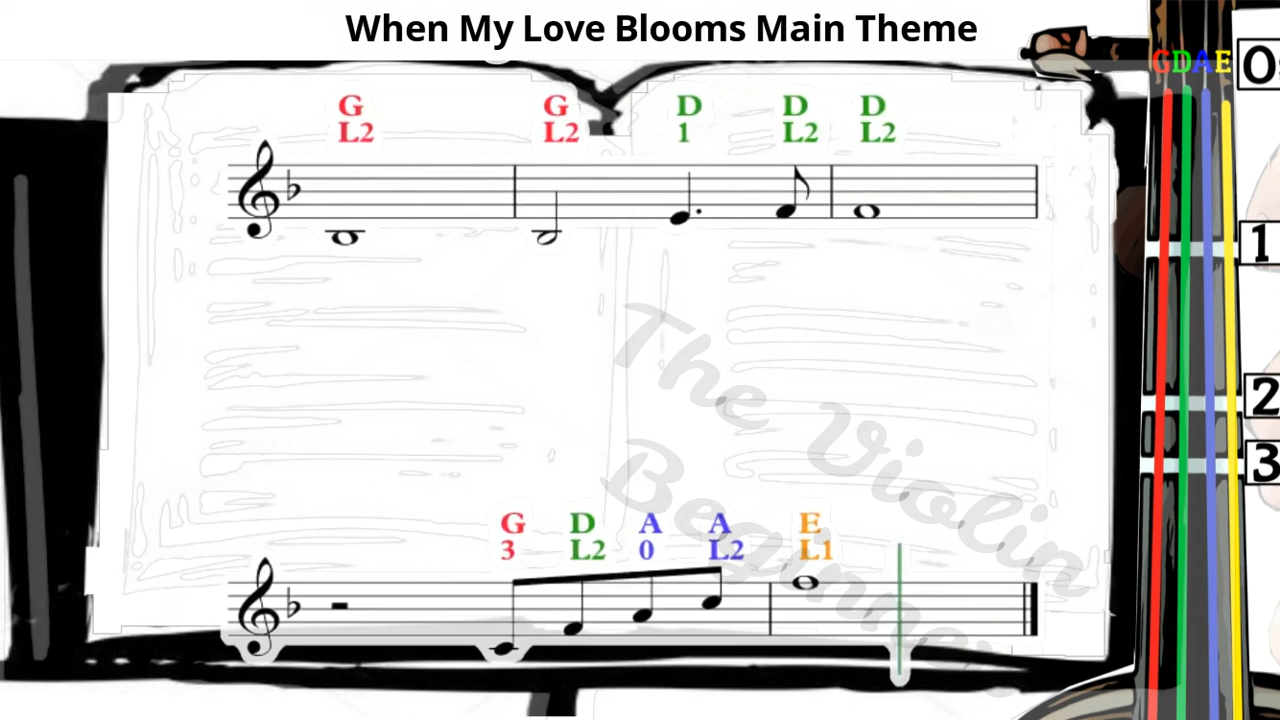 When My Love Blooms Main Theme
G G D D D
L2 L2 1 L2 L2
G D A A E
3 L2 0 L2 L1
The Violin
Beginner
GDAE
1
2
3